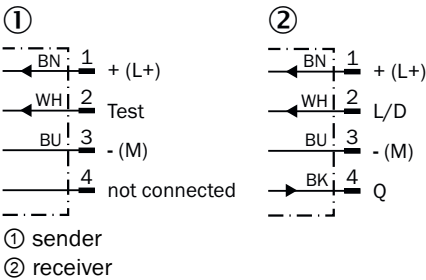 ① ②
BN 1 + (L+) BN 1 + (L+)
WH 2 Test WH 2 L/D
BU 3 - (M) BU 3 - (M)
4 not connected BK 4 Q
① sender
② receiver